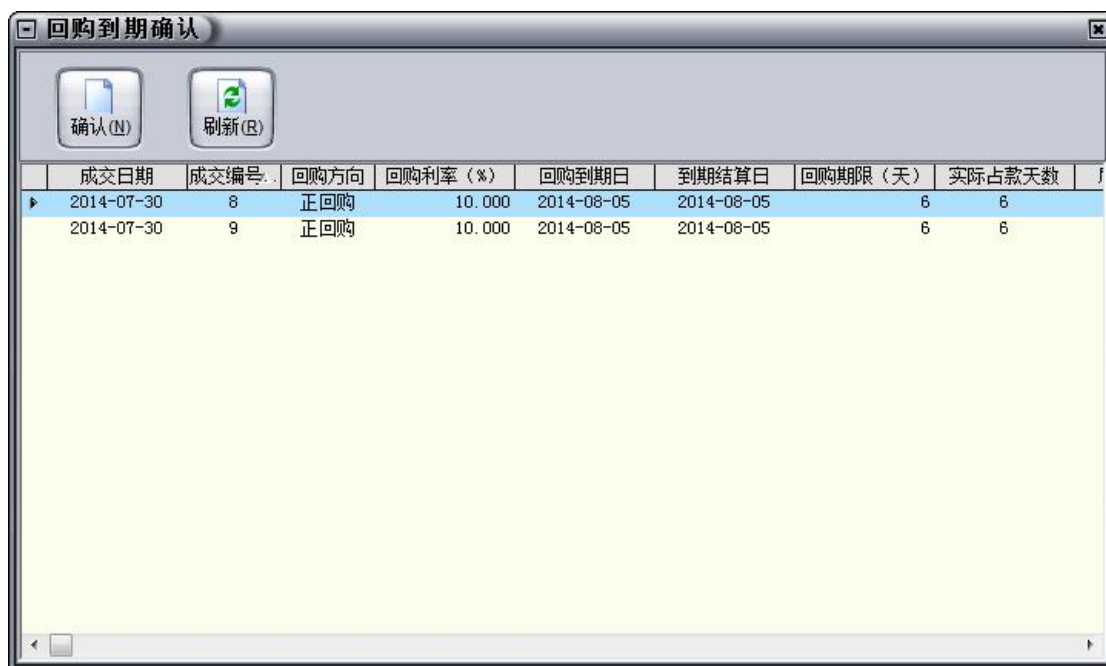 回购到期确认
确认(N) 刷新(R)
成交日期 成交编号.. 回购方向 回购利率（%） 回购到期日 到期结算日 回购期限（天） 实际占款天数
2014-07-30 8 正回购 10.000 2014-08-05 2014-08-05 6 6
2014-07-30 9 正回购 10.000 2014-08-05 2014-08-05 6 6